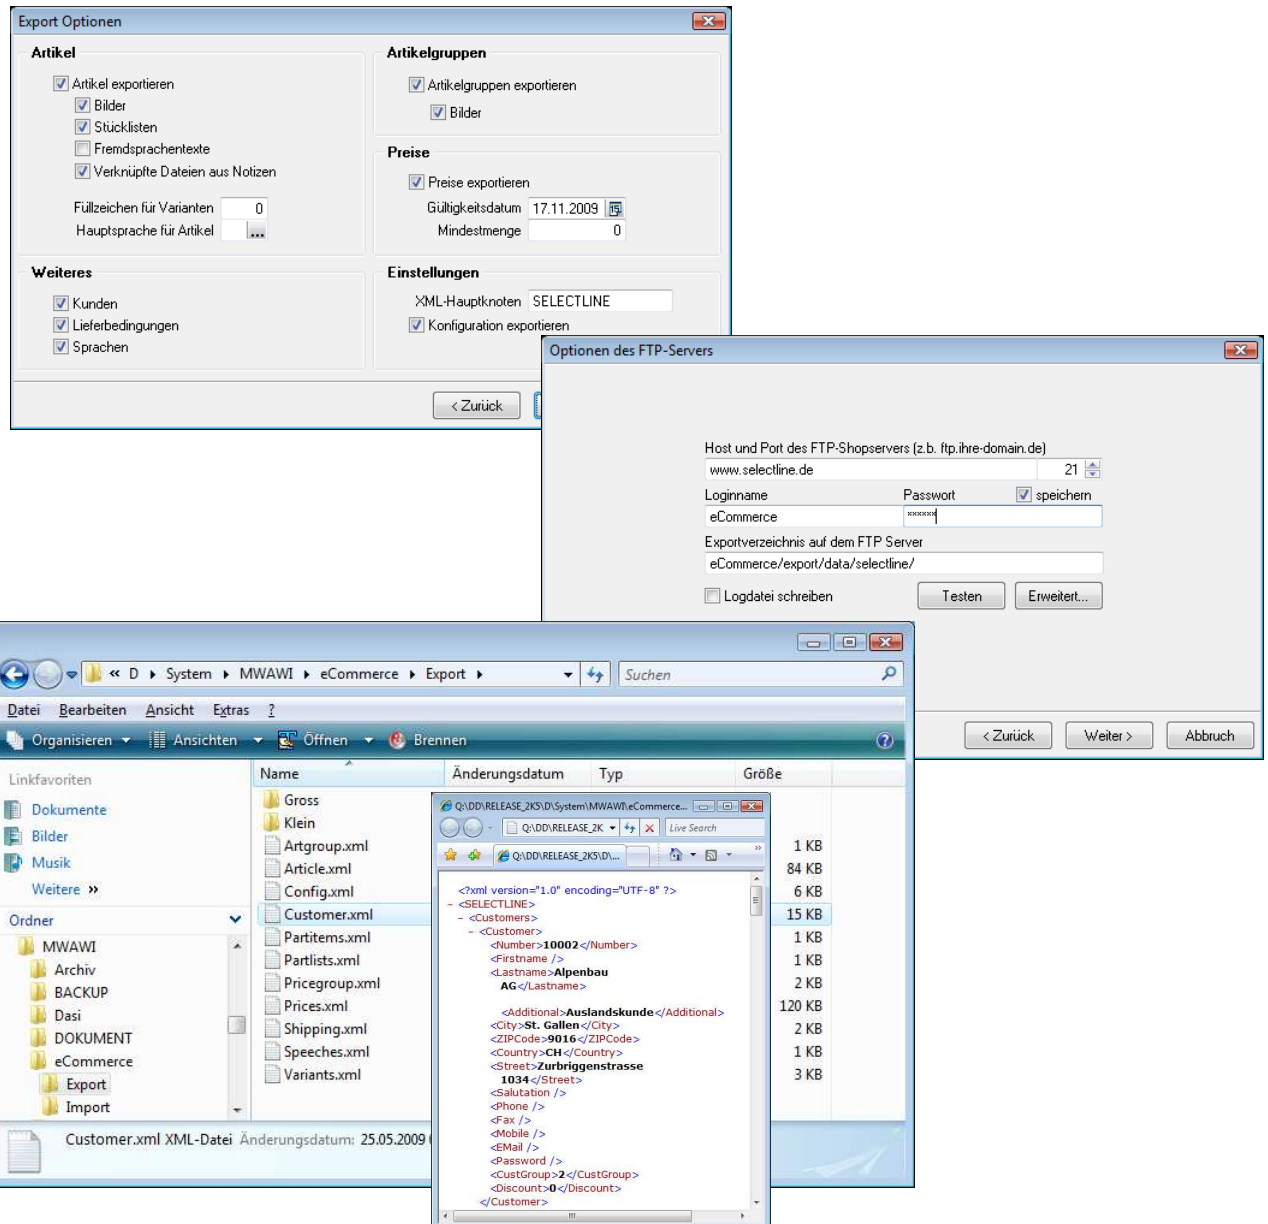 Export Optionen
Artikel
Artikel exportieren
Bilder
Stücklisten
Fremdsprachentexte
Verknüpfte Dateien aus Notizen
Füllzeichen für Varianten 0
Hauptsprache für Artikel ...
Artikelgruppen
Artikelgruppen exportieren
Bilder
Preise
Preise exportieren
Gültigkeitsdatum 17.11.2009 15
Mindestmenge 0
Weiteres
Kunden
Lieferbedingungen
Sprachen
Einstellungen
XML-Hauptknoten SELECTLINE
Konfiguration exportieren
< Zurück
Optionen des FTP-Servers
Host und Port des FTP-Shopservers (z.b. ftp.ihre-domain.de)
www.selectline.de 21
Loginname Passwort speichern
eCommerce ******
Exportverzeichnis auf dem FTP Server
eCommerce/export/data/selectline/
Logdatei schreiben Testen Erweitert...
< Zurück Weiter > Abbruch
« D System MWAWI eCommerce Export Suchen
Datei Bearbeiten Ansicht Extras ?
Organisieren Ansichten Öffnen Brennen ?
Linkfavoriten
Dokumente
Bilder
Musik
Weitere »
Ordner
MWAWI
Archiv
BACKUP
Dasi
DOKUMENT
eCommerce
Export
Import
Name Änderungsdatum Typ Größe
Gross
Klein
Artgroup.xml 1 KB
Article.xml 84 KB
Config.xml 6 KB
Customer.xml 15 KB
Partitems.xml 1 KB
Partlists.xml 1 KB
Pricegroup.xml 2 KB
Prices.xml 120 KB
Shipping.xml 2 KB
Speeches.xml 1 KB
Variants.xml 3 KB
Customer.xml XML-Datei Änderungsdatum: 25.05.2009
Q:\DD\RELEASE_2K5\D\System\MWAWI\eCommerce...
Q:\DD\RELEASE_2K Live Search
Q:\DD\RELEASE_2K5\D\... »
<?xml version="1.0" encoding="UTF-8" ?>
- <SELECTLINE>
- <Customers>
- <Customer>
<Number>10002</Number>
<Firstname />
<Lastname>Alpenbau
AG</Lastname>
<Additional>Auslandskunde</Additional>
<City>St. Gallen</City>
<ZIPCode>9016</ZIPCode>
<Country>CH</Country>
<Street>Zurbriggenstrasse
1034</Street>
<Salutation />
<Phone />
<Fax />
<Mobile />
<EMail />
<Password />
<CustGroup>2</CustGroup>
<Discount>0</Discount>
</Customer>